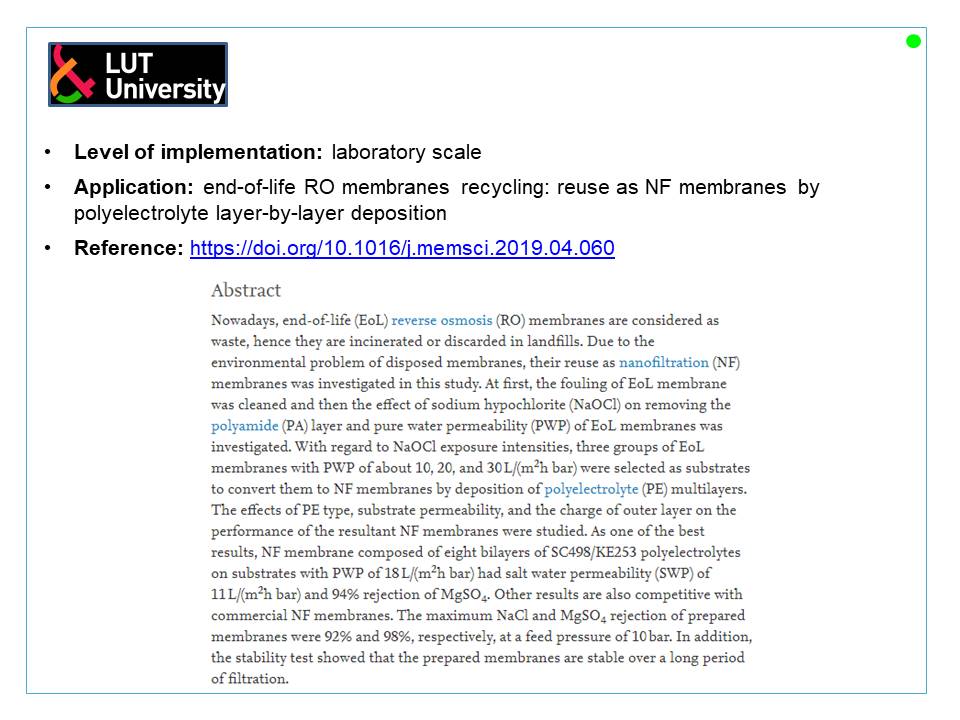 LUT
University
• Level of implementation: laboratory scale
• Application: end-of-life RO membranes recycling: reuse as NF membranes by
polyelectrolyte layer-by-layer deposition
• Reference: https://doi.org/10.1016/j.memsci.2019.04.060
Abstract
Nowadays, end-of-life (EoL) reverse osmosis (RO) membranes are considered as
waste, hence they are incinerated or discarded in landfills. Due to the
environmental problem of disposed membranes, their reuse as nanofiltration (NF)
membranes was investigated in this study. At first, the fouling of EoL membrane
was cleaned and then the effect of sodium hypochlorite (NaOCl) on removing the
polyamide (PA) layer and pure water permeability (PWP) of EoL membranes was
investigated. With regard to NaOCl exposure intensities, three groups of EoL
membranes with PWP of about 10, 20, and 30 L/(m²h bar) were selected as substrates
to convert them to NF membranes by deposition of polyelectrolyte (PE) multilayers.
The effects of PE type, substrate permeability, and the charge of outer layer on the
performance of the resultant NF membranes were studied. As one of the best
results, NF membrane composed of eight bilayers of SC498/KE253 polyelectrolytes
on substrates with PWP of 18 L/(m²h bar) had salt water permeability (SWP) of
11 L/(m²h bar) and 94% rejection of MgSO₄. Other results are also competitive with
commercial NF membranes. The maximum NaCl and MgSO₄ rejection of prepared
membranes were 92% and 98%, respectively, at a feed pressure of 10 bar. In addition,
the stability test showed that the prepared membranes are stable over a long period
of filtration.